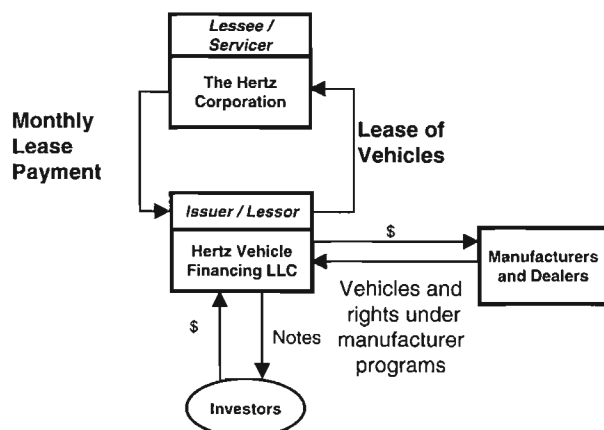 Lessee /
Servicer
The Hertz
Corporation
Monthly
Lease
Payment
Lease of
Vehicles
Issuer / Lessor
Hertz Vehicle
Financing LLC
$
Manufacturers
and Dealers
Vehicles and
rights under
manufacturer
programs
$
Notes
Investors